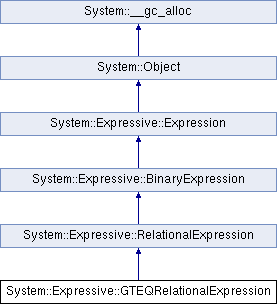 System::__gc_alloc
System::Object
System::Expressive::Expression
System::Expressive::BinaryExpression
System::Expressive::RelationalExpression
System::Expressive::GTEQRelationalExpression